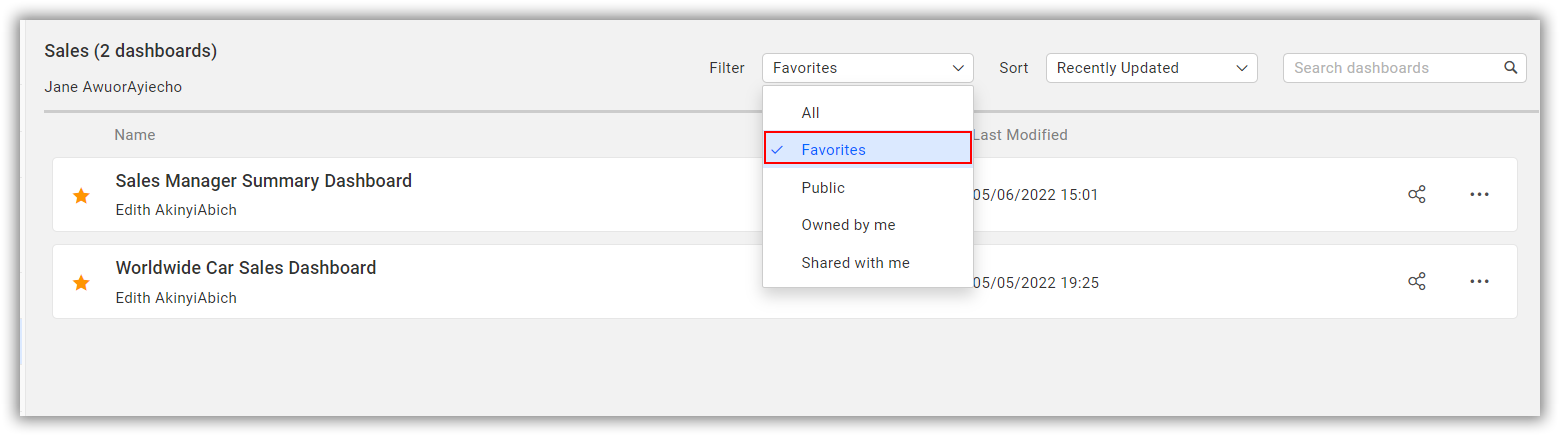 Sales (2 dashboards)
Jane AwuorAyiecho
Filter
Favorites
Sort
Recently Updated
Search dashboards
All
Favorites
Public
Owned by me
Shared with me
Name
Last Modified
Sales Manager Summary Dashboard
Edith AkinyiAbich
05/06/2022 15:01
Worldwide Car Sales Dashboard
Edith AkinyiAbich
05/05/2022 19:25